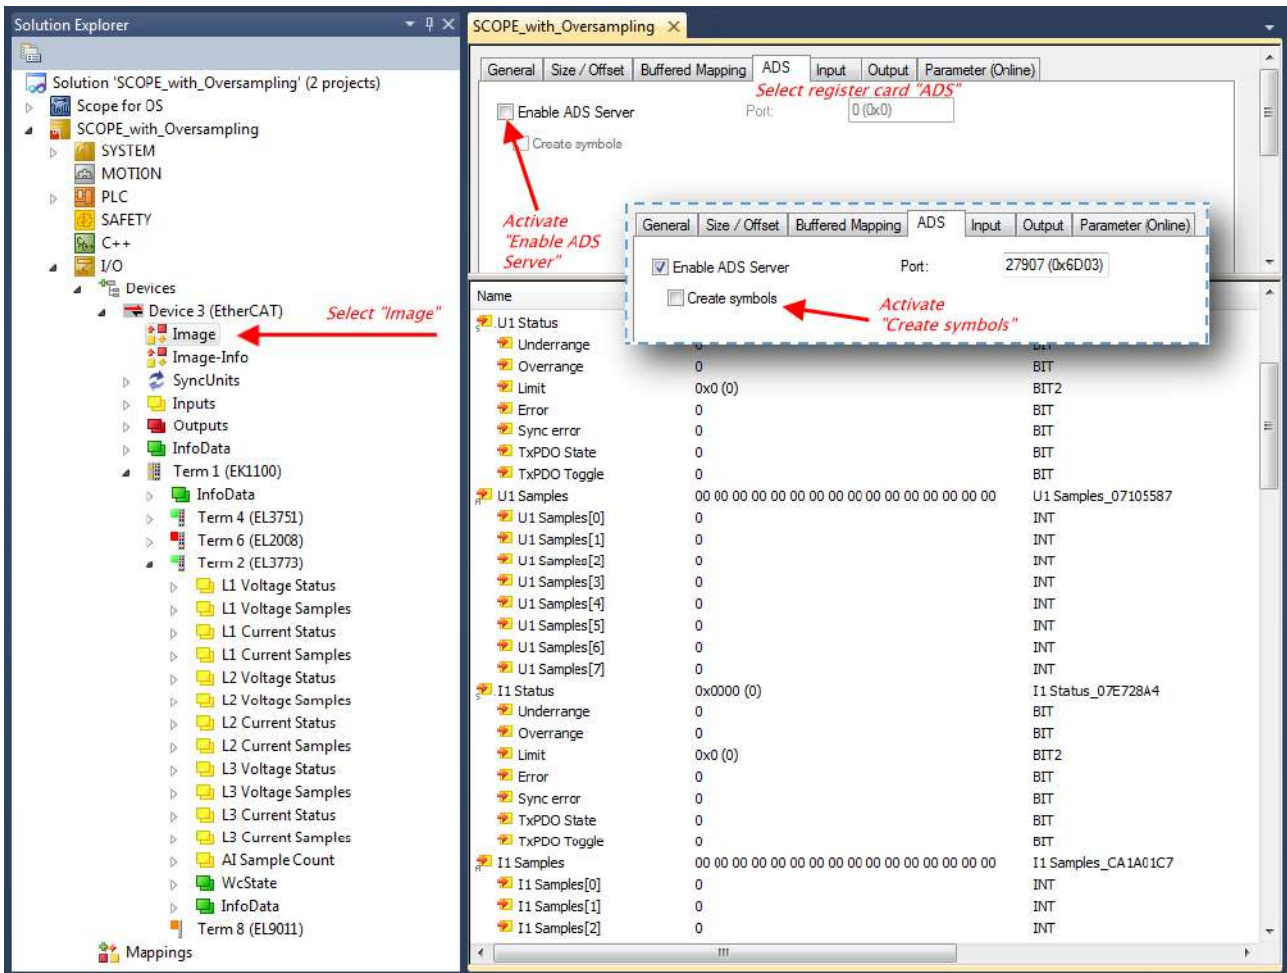 Solution Explorer
Solution 'SCOPE_with_Oversampling' (2 projects)
Scope for OS
SCOPE_with_Oversampling
SYSTEM
MOTION
PLC
SAFETY
C++
I/O
Devices
Device 3 (EtherCAT)
Select "Image"
Image
Image-Info
SyncUnits
Inputs
Outputs
InfoData
Term 1 (EK1100)
InfoData
Term 4 (EL3751)
Term 6 (EL2008)
Term 2 (EL3773)
L1 Voltage Status
L1 Voltage Samples
L1 Current Status
L1 Current Samples
L2 Voltage Status
L2 Voltage Samples
L2 Current Status
L2 Current Samples
L3 Voltage Status
L3 Voltage Samples
L3 Current Status
L3 Current Samples
AI Sample Count
WcState
InfoData
Term 8 (EL9011)
Mappings
SCOPE_with_Oversampling
General Size / Offset Buffered Mapping ADS Input Output Parameter (Online)
Select register card "ADS"
Enable ADS Server Port: 0 (0x0)
Create symbols
Activate
"Enable ADS
Server"
General Size / Offset Buffered Mapping ADS Input Output Parameter (Online)
Enable ADS Server Port: 27907 (0x6D03)
Create symbols
Activate
"Create symbols"
Name
U1 Status
Underrange 0 BIT
Overrange 0 BIT
Limit 0x0 (0) BIT2
Error 0 BIT
Sync error 0 BIT
TxPDO State 0 BIT
TxPDO Toggle 0 BIT
U1 Samples 00 00 00 00 00 00 00 00 00 00 00 00 00 00 00 00 U1 Samples_07105587
U1 Samples[0] 0 INT
U1 Samples[1] 0 INT
U1 Samples[2] 0 INT
U1 Samples[3] 0 INT
U1 Samples[4] 0 INT
U1 Samples[5] 0 INT
U1 Samples[6] 0 INT
U1 Samples[7] 0 INT
I1 Status 0x0000 (0) I1 Status_07E728A4
Underrange 0 BIT
Overrange 0 BIT
Limit 0x0 (0) BIT2
Error 0 BIT
Sync error 0 BIT
TxPDO State 0 BIT
TxPDO Toggle 0 BIT
I1 Samples 00 00 00 00 00 00 00 00 00 00 00 00 00 00 00 00 I1 Samples_CA1A01C7
I1 Samples[0] 0 INT
I1 Samples[1] 0 INT
I1 Samples[2] 0 INT